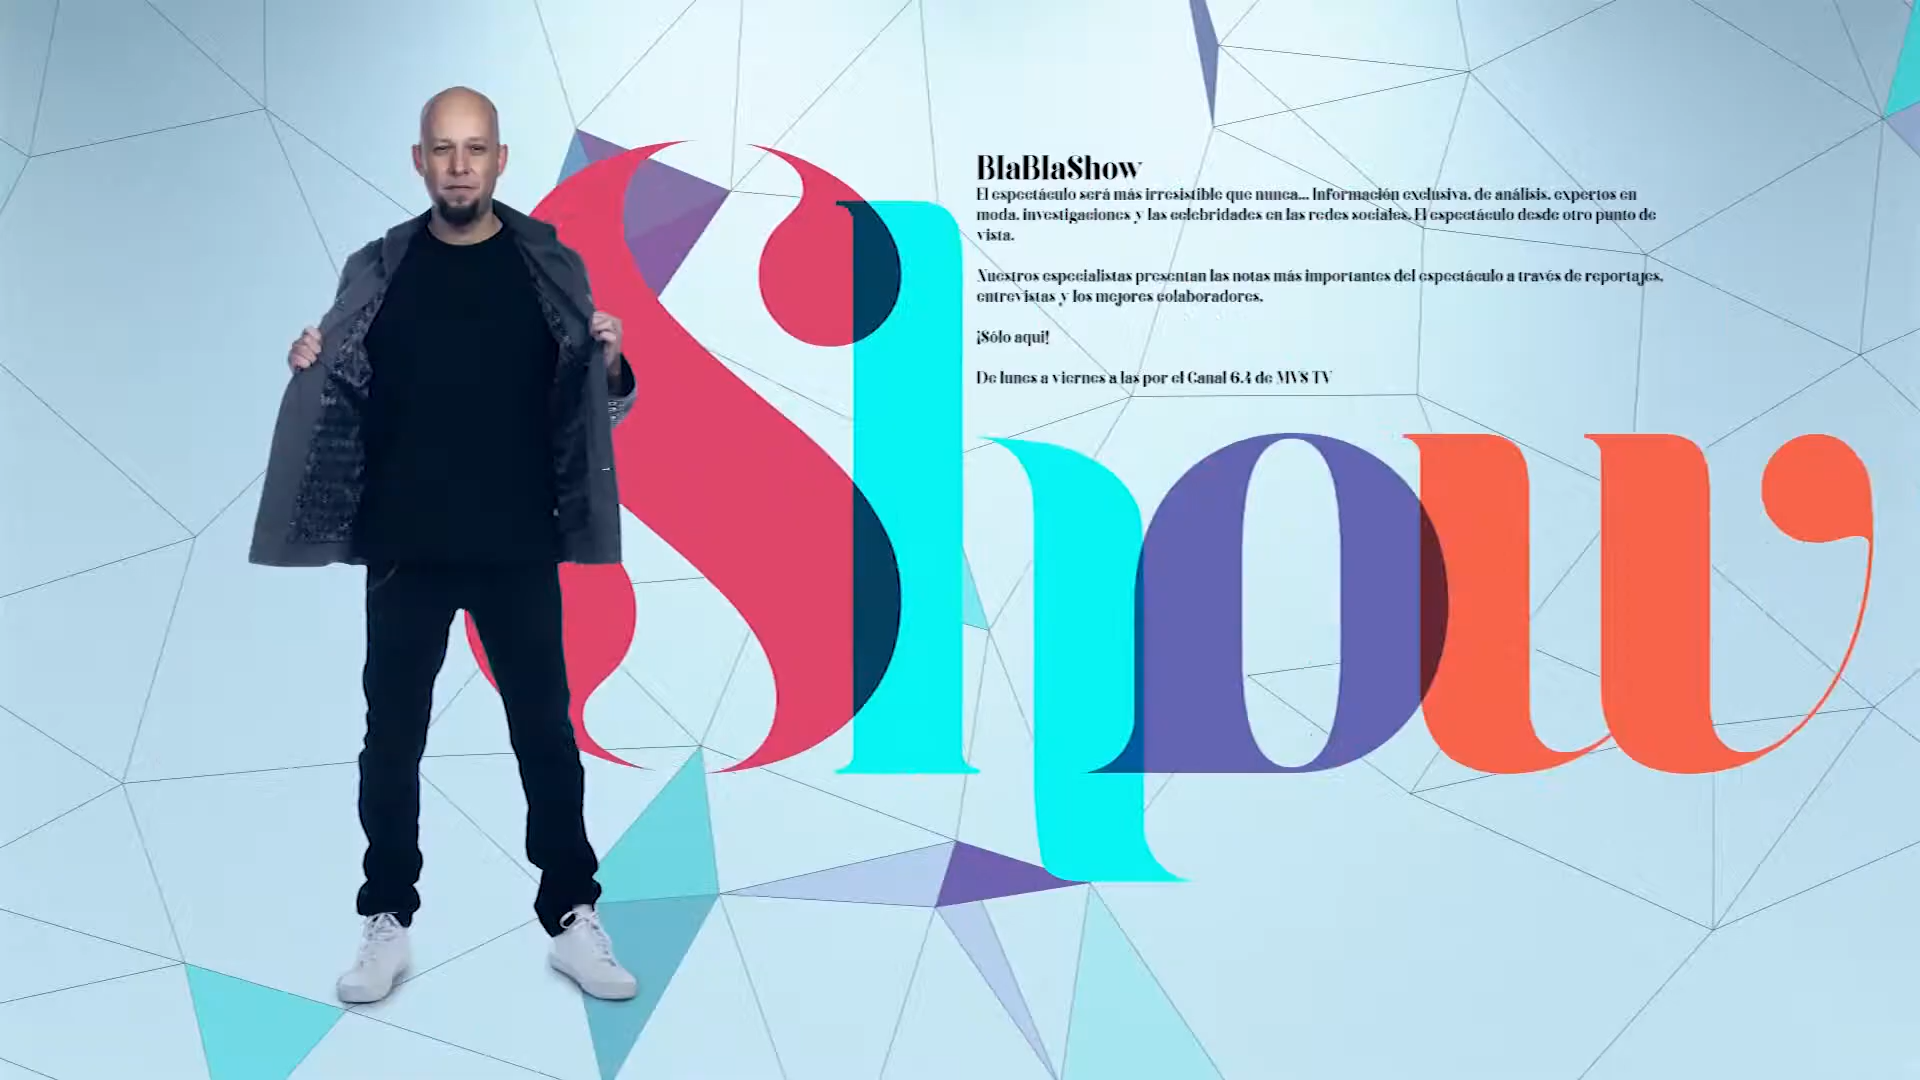 BlaBlaShow
El espectáculo será más irresistible que nunca... Información exclusiva, de análisis, expertos en
moda, investigaciones y las celebridades en las redes sociales. El espectáculo desde otro punto de
vista.
Nuestros especialistas presentan las notas más importantes del espectáculo a través de reportajes,
entrevistas y los mejores colaboradores.
¡Sólo aqui!
De lunes a viernes a las por el Canal 6.4 de MVS TV
Show